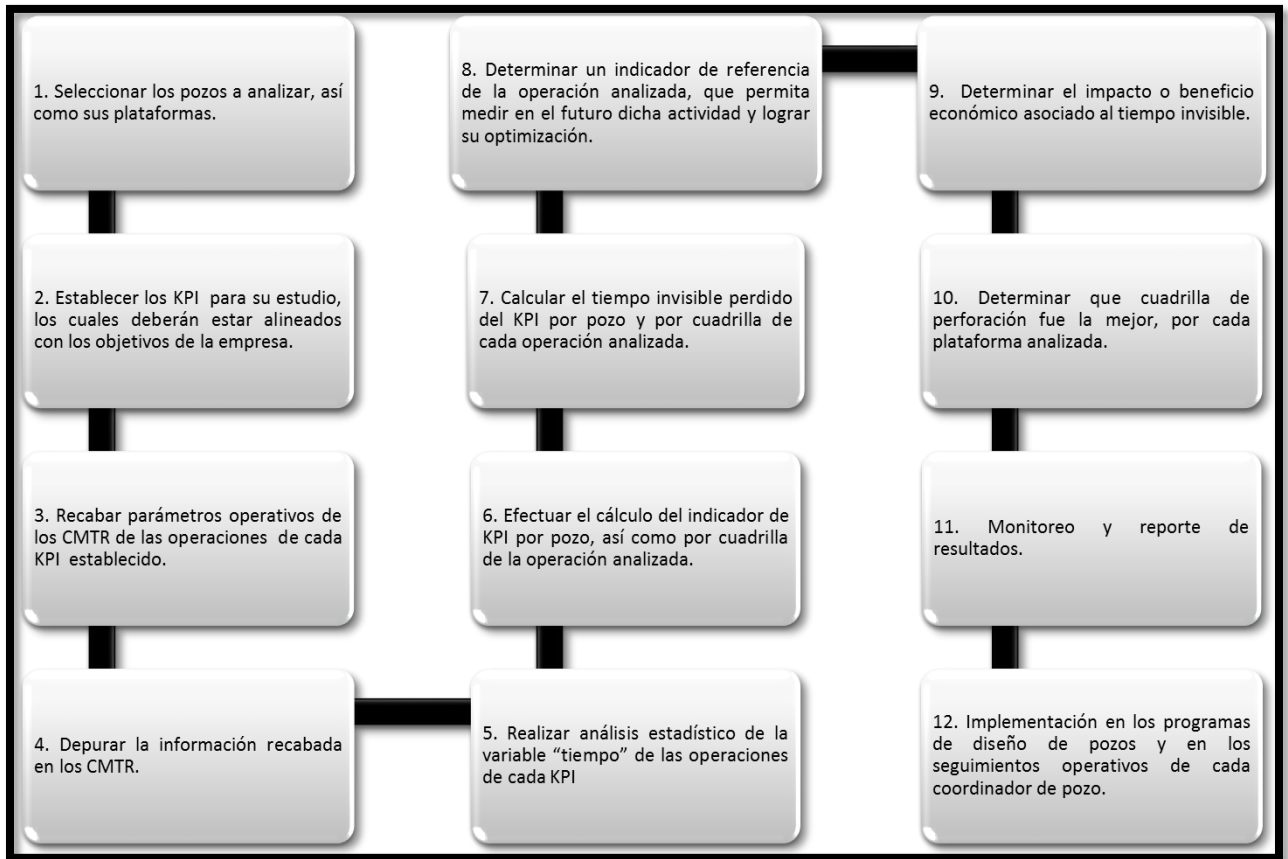 1. Seleccionar los pozos a analizar, así
como sus plataformas.
2. Establecer los KPI para su estudio,
los cuales deberán estar alineados
con los objetivos de la empresa.
3. Recabar parámetros operativos de
los CMTR de las operaciones de cada
KPI establecido.
4. Depurar la información recabada
en los CMTR.
5. Realizar análisis estadístico de la
variable “tiempo” de las operaciones
de cada KPI
6. Efectuar el cálculo del indicador de
KPI por pozo, así como por cuadrilla
de la operación analizada.
7. Calcular el tiempo invisible perdido
del KPI por pozo y por cuadrilla de
cada operación analizada.
8. Determinar un indicador de referencia
de la operación analizada, que permita
medir en el futuro dicha actividad y lograr
su optimización.
9. Determinar el impacto o beneficio
económico asociado al tiempo invisible.
10. Determinar que cuadrilla de
perforación fue la mejor, por cada
plataforma analizada.
11. Monitoreo y reporte de
resultados.
12. Implementación en los programas
de diseño de pozos y en los
seguimientos operativos de cada
coordinador de pozo.